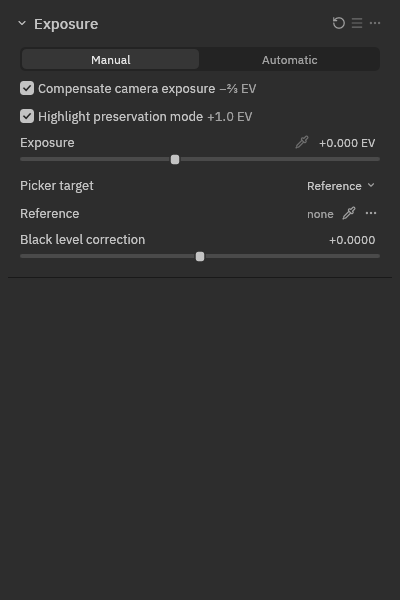 Exposure
Manual Automatic
Compensate camera exposure −⅔ EV
Highlight preservation mode +1.0 EV
Exposure +0.000 EV
Picker target Reference
Reference none
Black level correction +0.0000